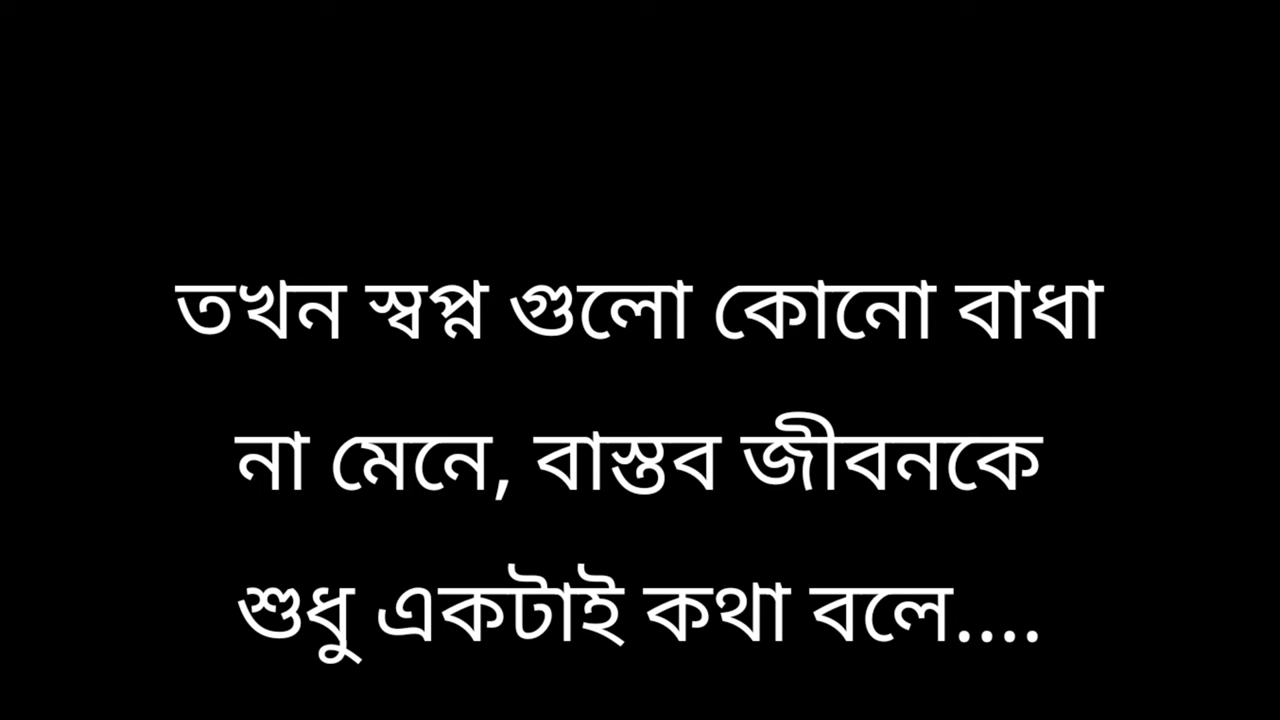 তখন স্বপ্ন গুলো কোনো বাধা
না মেনে, বাস্তব জীবনকে
শুধু একটাই কথা বলে....